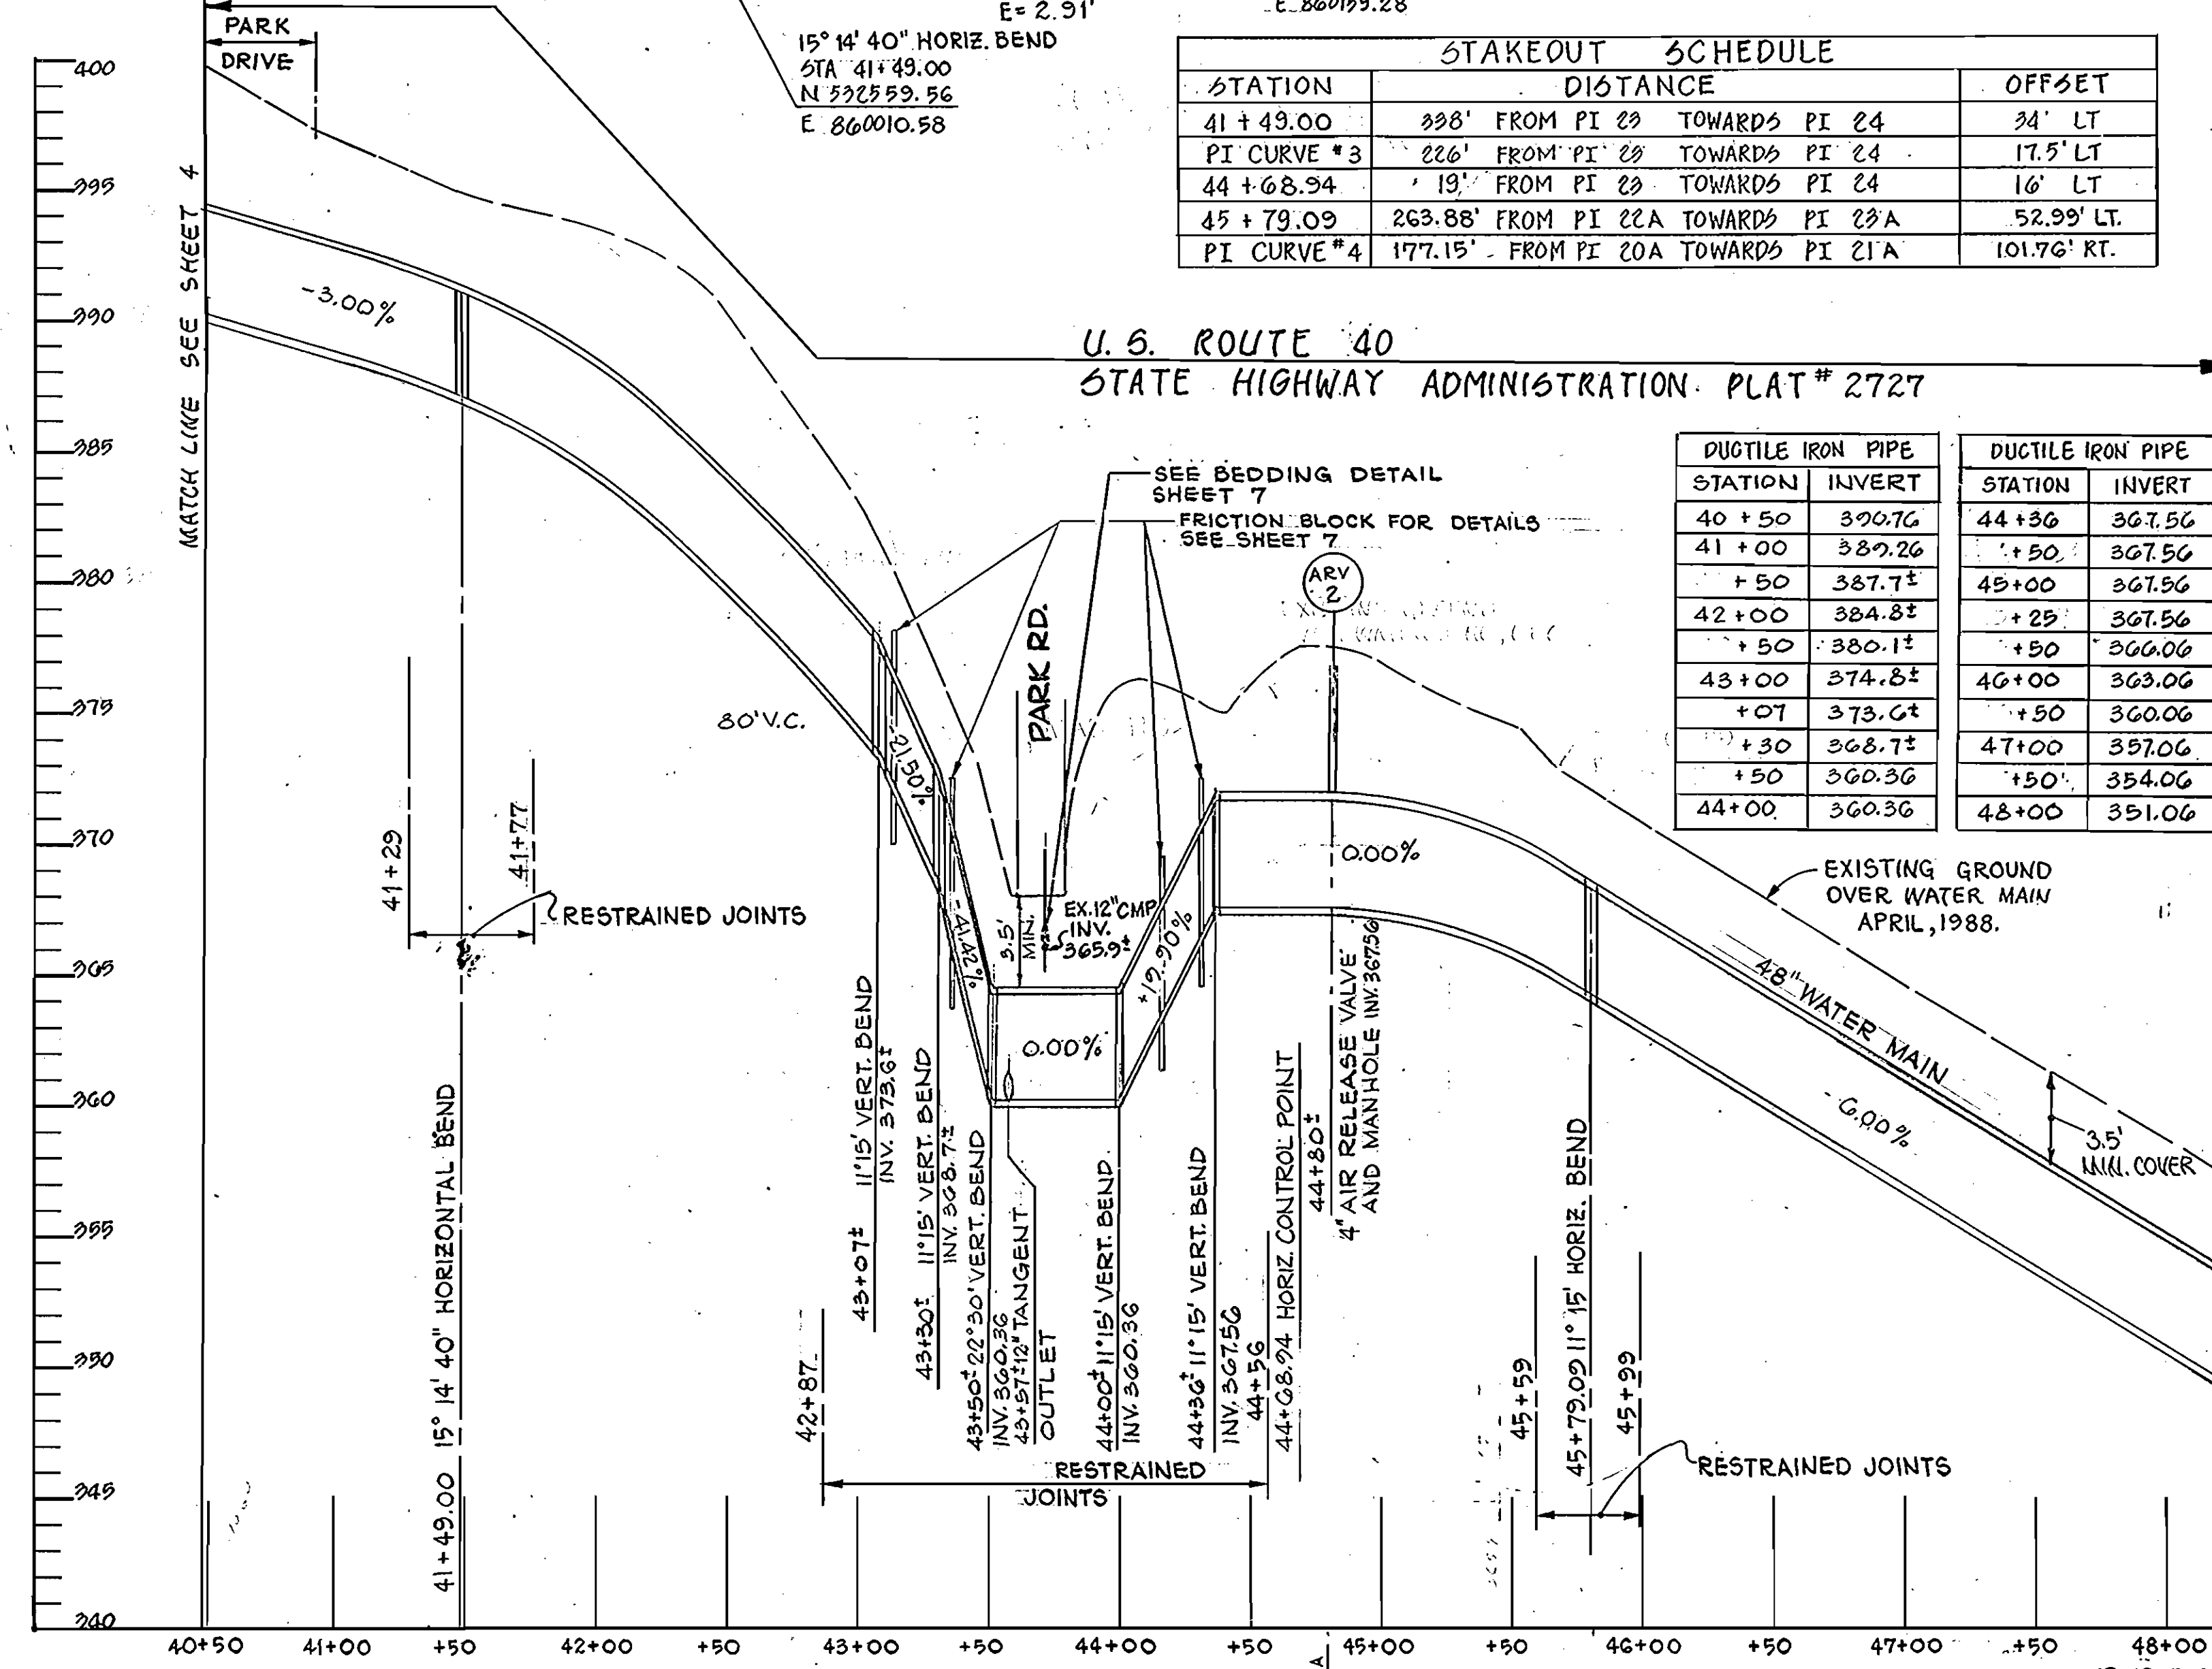 E= 2.91'
E 860159.28
PARK
DRIVE
15° 14' 40" HORIZ. BEND
STA 41+49.00
N 532559.56
E 860010.58
STAKEOUT SCHEDULE
STATION DISTANCE OFFSET
41 + 49.00 338' FROM PI 23 TOWARDS PI 24 34' LT
PI CURVE #3 226' FROM PI 23 TOWARDS PI 24 17.5' LT
44 + 68.94 19' FROM PI 23 TOWARDS PI 24 16' LT
45 + 79.09 263.88' FROM PI 22A TOWARDS PI 23A 52.99' LT.
PI CURVE #4 177.15' FROM PI 20A TOWARDS PI 21A 101.76' RT.
U.S. ROUTE 40
STATE HIGHWAY ADMINISTRATION PLAT # 2727
MATCH LINE SEE SHEET 4
400
395
390
385
380
375
370
365
360
355
350
345
340
-3.00%
SEE BEDDING DETAIL
SHEET 7
FRICTION BLOCK FOR DETAILS
SEE SHEET 7
ARV
2
PARK RD.
DUCTILE IRON PIPE
STATION INVERT
40 + 50 390.76
41 + 00 389.26
+ 50 387.7±
42 + 00 384.8±
+ 50 380.1±
43 + 00 374.8±
+ 07 373.6±
+ 30 368.7±
+ 50 360.36
44+00 360.36
DUCTILE IRON PIPE
STATION INVERT
44 + 36 367.56
+ 50 367.56
45+00 367.56
+ 25 367.56
+50 366.06
46+00 363.06
+50 360.06
47+00 357.06
+50 354.06
48+00 351.06
80' V.C.
-21.50%
-41.42%
3.5'
MIN.
EX. 12" CMP
INV.
365.9±
0.00%
+19.90%
0.00%
EXISTING GROUND
OVER WATER MAIN
APRIL, 1988.
48" WATER MAIN
-6.00%
3.5'
MIN. COVER
41+29
41+77
RESTRAINED JOINTS
41+49.00 15° 14' 40" HORIZONTAL BEND
42+87
43+07± 11°15' VERT. BEND
INV. 373.6±
43+30± 11°15' VERT. BEND
INV. 368.7±
43+50± 22°30' VERT. BEND
INV. 360.36
43+57± 12" TANGENT
OUTLET
44+00± 11°15' VERT. BEND
INV. 360.36
44+36± 11°15' VERT. BEND
INV. 367.56
44+56
44+68.94 HORIZ. CONTROL POINT
44+80±
4" AIR RELEASE VALVE
AND MANHOLE INV. 367.56
RESTRAINED
JOINTS
45+59
45+79.09 11° 15' HORIZ. BEND
45+99
RESTRAINED JOINTS
40+50 41+00 +50 42+00 +50 43+00 +50 44+00 +50 45+00 +50 46+00 +50 47+00 +50 48+00